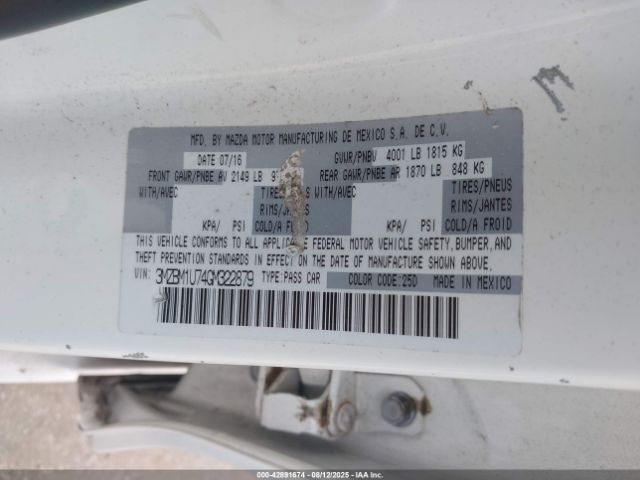 MFD. BY MAZDA MOTOR MANUFACTURING DE MEXICO S.A. DE C.V.
DATE 07/16 GVWR/PNBV 4001 LB 1815 KG
FRONT GAWR/PNBE AV 2149 LB REAR GAWR/PNBE AR 1870 LB 848 KG
WITH/AVEC TIRES/PNEUS WITH/AVEC TIRES/PNEUS
RIMS/JANTES RIMS/JANTES
KPA/ PSI COLD/A FROID KPA/ PSI COLD/A FROID
THIS VEHICLE CONFORMS TO ALL APPLICABLE FEDERAL MOTOR VEHICLE SAFETY, BUMPER, AND
THEFT PREVENTION STANDARDS IN EFFECT ON THE DATE OF MANUFACTURE SHOWN ABOVE.
VIN: 3MZBM1U74GM322879 TYPE:PASS CAR COLOR CODE:25D MADE IN MEXICO
000-42891674 - 08/12/2025 - IAAI.COM